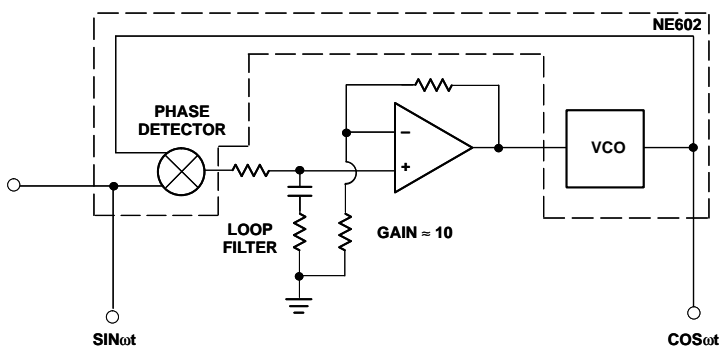 NE602
PHASE
DETECTOR
−
+
VCO
LOOP
FILTER
GAIN ≈ 10
SINωt
COSωt